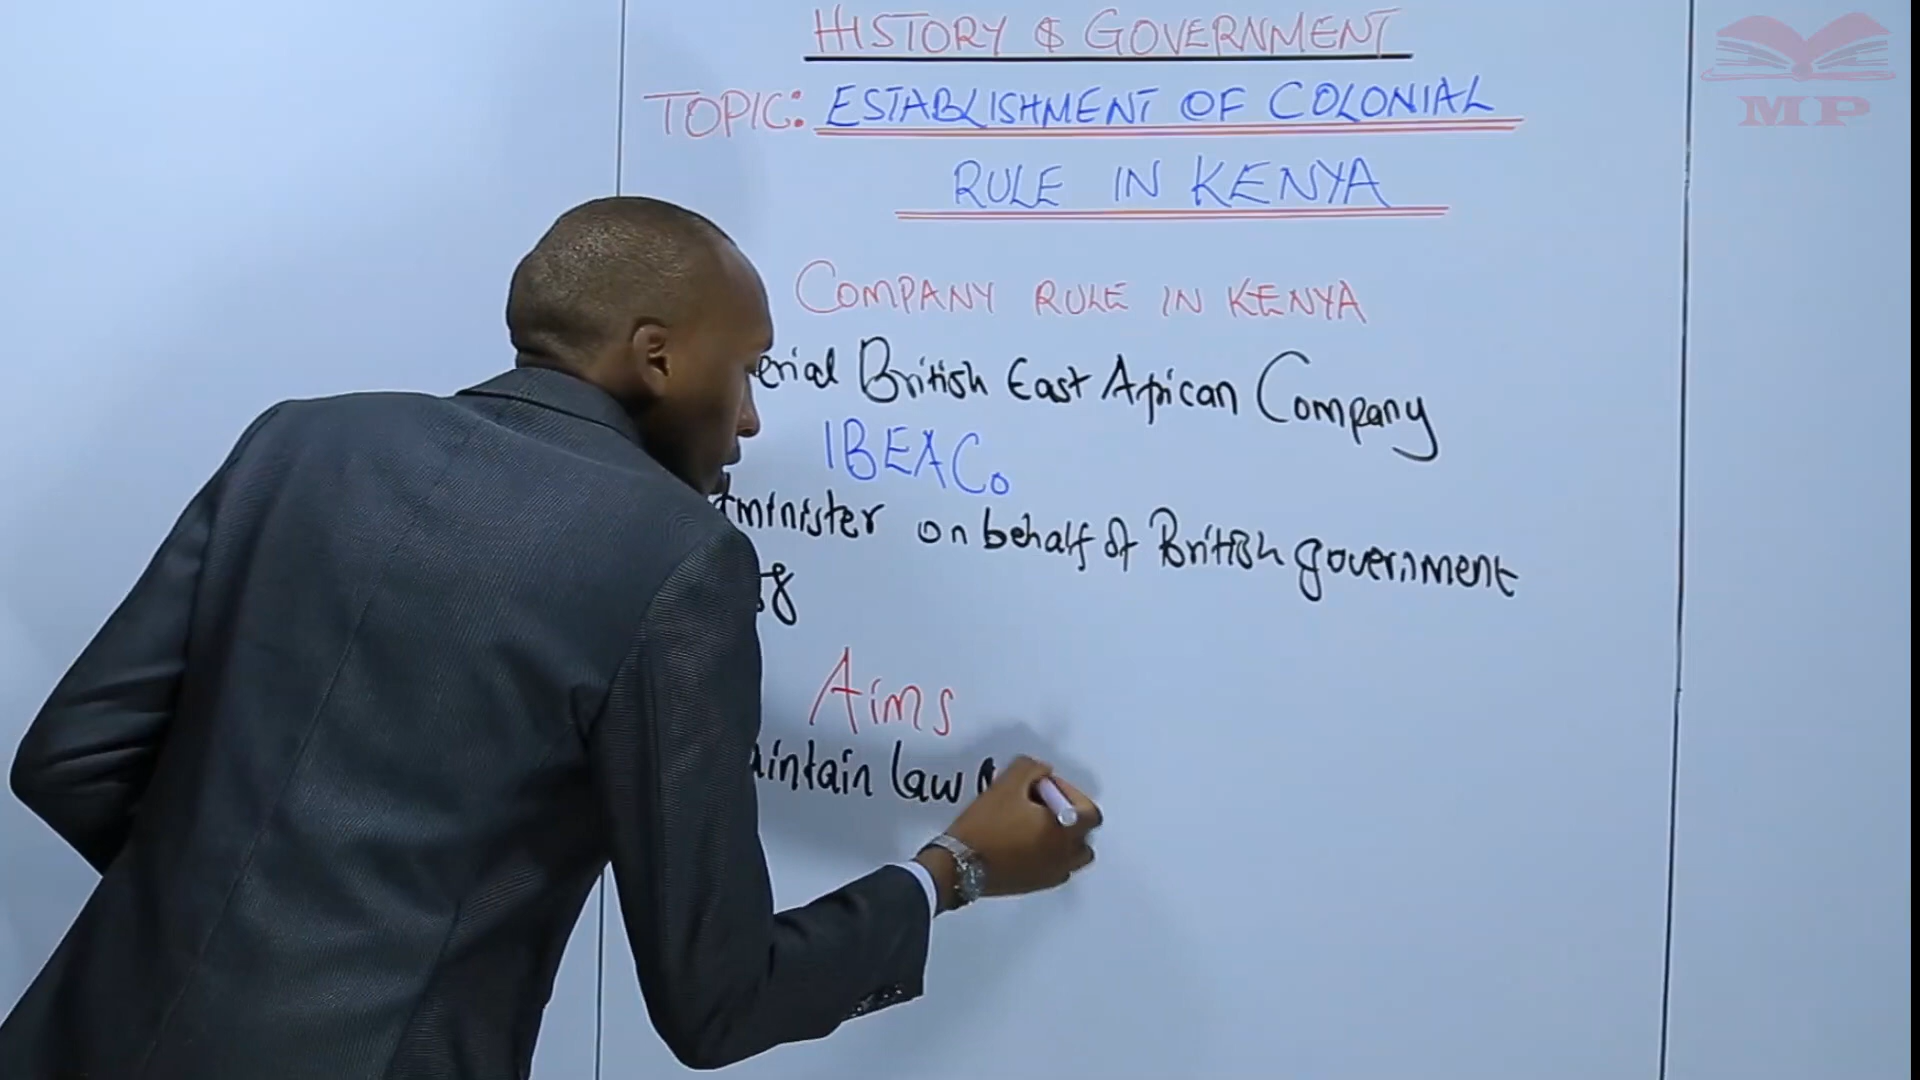 HISTORY & GOVERNMENT
MP
TOPIC: ESTABLISHMENT OF COLONIAL
RULE IN KENYA
COMPANY RULE IN KENYA
erial British East African Company
IBEACo
minister on behalf of British government
Aims
aintain law